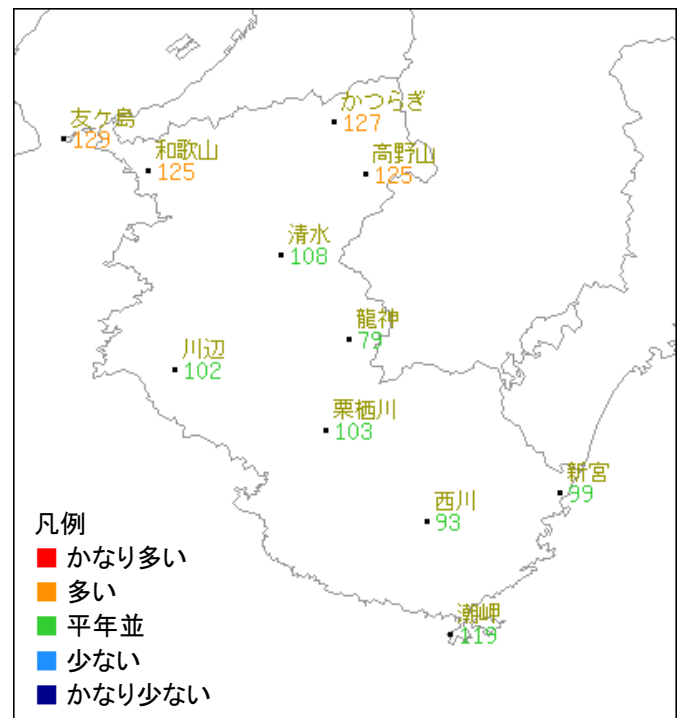 かつらぎ
127
友ケ島
129
和歌山
125
高野山
125
清水
108
龍神
79
川辺
102
栗栖川
103
新宮
99
西川
93
潮岬
119
凡例
かなり多い
多い
平年並
少ない
かなり少ない